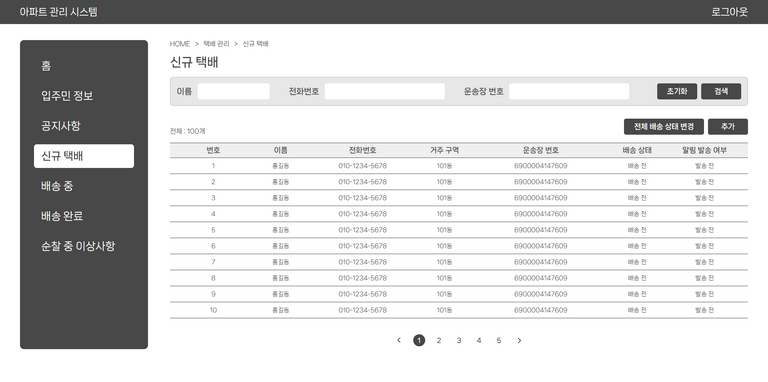 아파트 관리 시스템
로그아웃
홈
입주민 정보
공지사항
신규 택배
배송 중
배송 완료
순찰 중 이상사항
HOME > 택배 관리 > 신규 택배
신규 택배
이름 전화번호 운송장 번호 초기화 검색
전체 : 100개 전체 배송 상태 변경 추가
번호 이름 전화번호 거주 구역 운송장 번호 배송 상태 알림 발송 여부
1 홍길동 010-1234-5678 101동 6900004147609 배송 전 발송 전
2 홍길동 010-1234-5678 101동 6900004147609 배송 전 발송 전
3 홍길동 010-1234-5678 101동 6900004147609 배송 전 발송 전
4 홍길동 010-1234-5678 101동 6900004147609 배송 전 발송 전
5 홍길동 010-1234-5678 101동 6900004147609 배송 전 발송 전
6 홍길동 010-1234-5678 101동 6900004147609 배송 전 발송 전
7 홍길동 010-1234-5678 101동 6900004147609 배송 전 발송 전
8 홍길동 010-1234-5678 101동 6900004147609 배송 전 발송 전
9 홍길동 010-1234-5678 101동 6900004147609 배송 전 발송 전
10 홍길동 010-1234-5678 101동 6900004147609 배송 전 발송 전
< 1 2 3 4 5 >